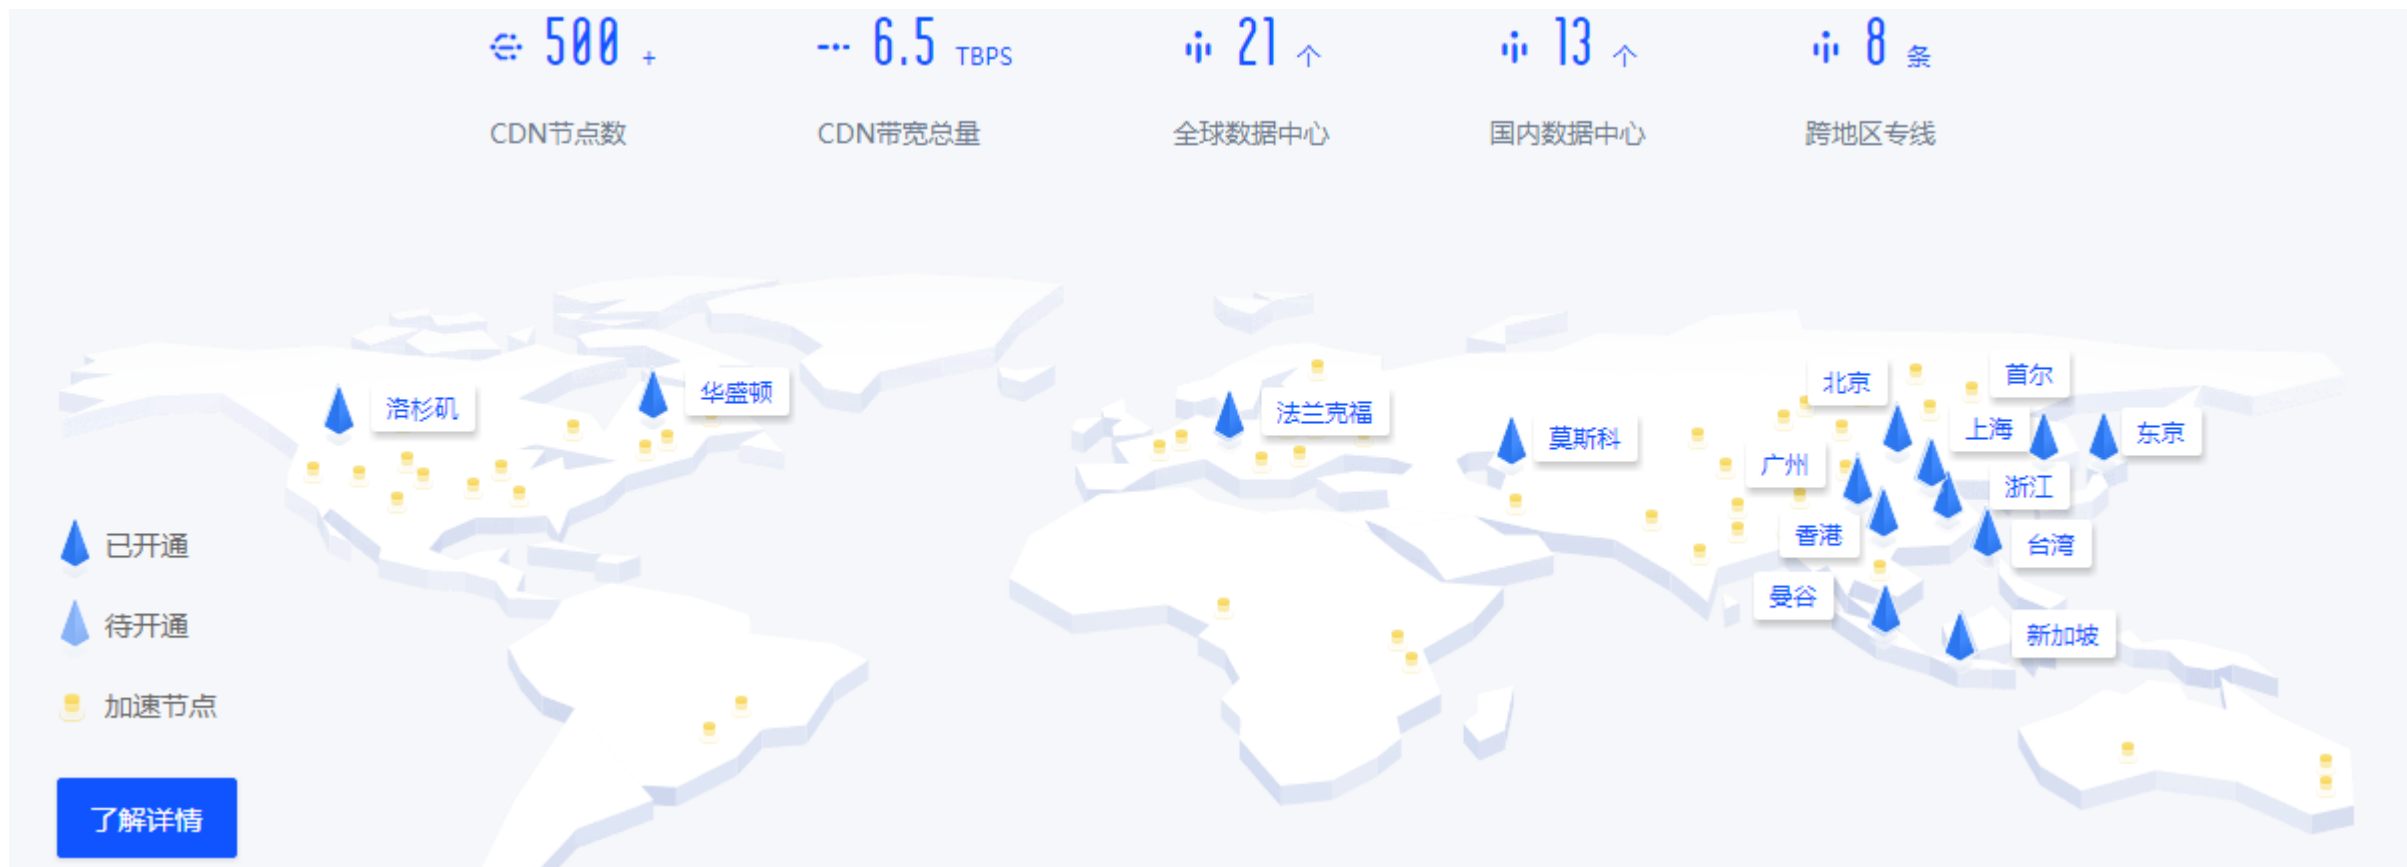 500 +
6.5 TBPS
21 个
13 个
8 条
CDN节点数
CDN带宽总量
全球数据中心
国内数据中心
跨地区专线
洛杉矶
华盛顿
法兰克福
莫斯科
北京
首尔
上海
东京
广州
浙江
香港
台湾
曼谷
新加坡
已开通
待开通
加速节点
了解详情